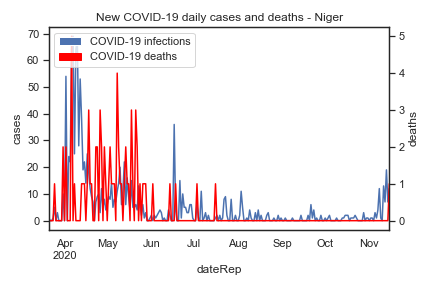 New COVID-19 daily cases and deaths - Niger
COVID-19 infections
COVID-19 deaths
70
60
50
40
30
20
10
0
cases
5
4
3
2
1
0
deaths
Apr May Jun Jul Aug Sep Oct Nov
2020
dateRep